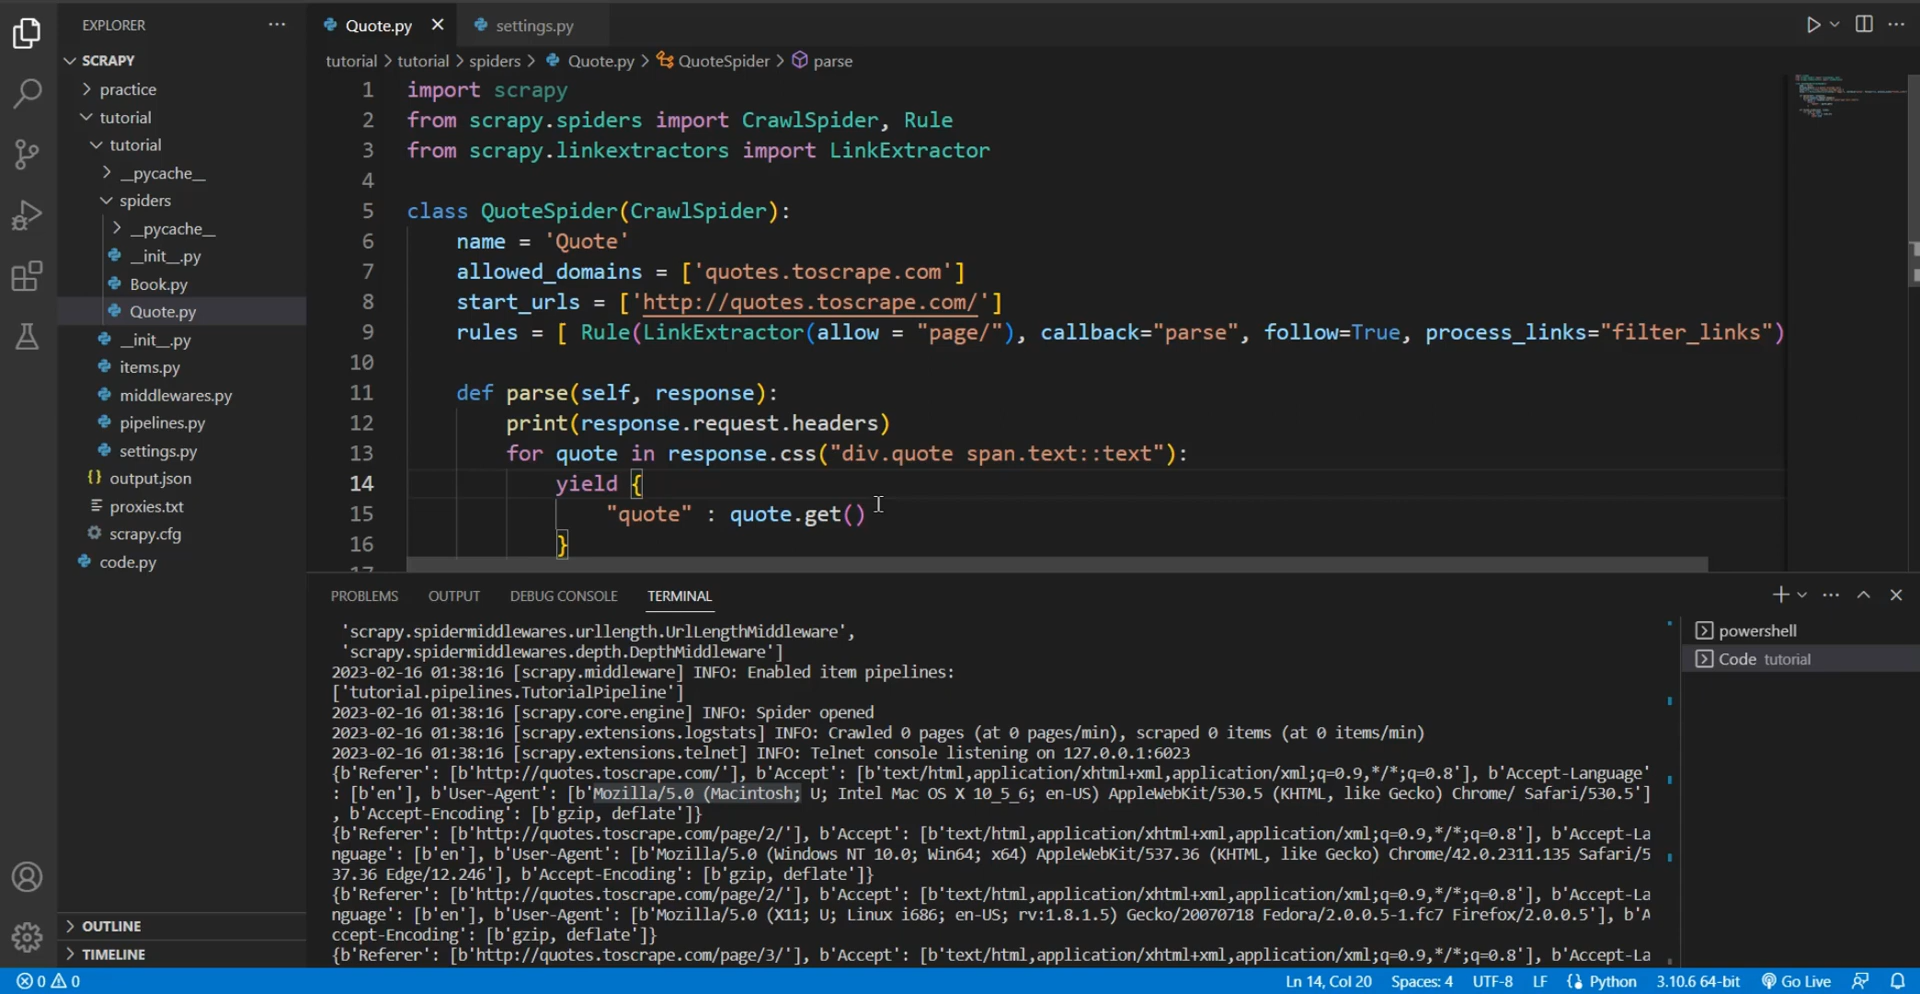 EXPLORER
SCRAPY
practice
tutorial
tutorial
__pycache__
spiders
__pycache__
__init__.py
Book.py
Quote.py
__init__.py
items.py
middlewares.py
pipelines.py
settings.py
{} output.json
proxies.txt
scrapy.cfg
code.py
OUTLINE
TIMELINE
Quote.py settings.py
tutorial > tutorial > spiders > Quote.py > QuoteSpider > parse
1 import scrapy
2 from scrapy.spiders import CrawlSpider, Rule
3 from scrapy.linkextractors import LinkExtractor
4
5 class QuoteSpider(CrawlSpider):
6 name = 'Quote'
7 allowed_domains = ['quotes.toscrape.com']
8 start_urls = ['http://quotes.toscrape.com/']
9 rules = [ Rule(LinkExtractor(allow = "page/"), callback="parse", follow=True, process_links="filter_links")
10
11 def parse(self, response):
12 print(response.request.headers)
13 for quote in response.css("div.quote span.text::text"):
14 yield {
15 "quote" : quote.get()
16 }
PROBLEMS OUTPUT DEBUG CONSOLE TERMINAL
'scrapy.spidermiddlewares.urllength.UrlLengthMiddleware',
'scrapy.spidermiddlewares.depth.DepthMiddleware']
2023-02-16 01:38:16 [scrapy.middleware] INFO: Enabled item pipelines:
['tutorial.pipelines.TutorialPipeline']
2023-02-16 01:38:16 [scrapy.core.engine] INFO: Spider opened
2023-02-16 01:38:16 [scrapy.extensions.logstats] INFO: Crawled 0 pages (at 0 pages/min), scraped 0 items (at 0 items/min)
2023-02-16 01:38:16 [scrapy.extensions.telnet] INFO: Telnet console listening on 127.0.0.1:6023
{b'Referer': [b'http://quotes.toscrape.com/'], b'Accept': [b'text/html,application/xhtml+xml,application/xml;q=0.9,*/*;q=0.8'], b'Accept-Language'
: [b'en'], b'User-Agent': [b'Mozilla/5.0 (Macintosh; U; Intel Mac OS X 10_5_6; en-US) AppleWebKit/530.5 (KHTML, like Gecko) Chrome/ Safari/530.5']
, b'Accept-Encoding': [b'gzip, deflate']}
{b'Referer': [b'http://quotes.toscrape.com/page/2/'], b'Accept': [b'text/html,application/xhtml+xml,application/xml;q=0.9,*/*;q=0.8'], b'Accept-La
nguage': [b'en'], b'User-Agent': [b'Mozilla/5.0 (Windows NT 10.0; Win64; x64) AppleWebKit/537.36 (KHTML, like Gecko) Chrome/42.0.2311.135 Safari/5
37.36 Edge/12.246'], b'Accept-Encoding': [b'gzip, deflate']}
{b'Referer': [b'http://quotes.toscrape.com/page/2/'], b'Accept': [b'text/html,application/xhtml+xml,application/xml;q=0.9,*/*;q=0.8'], b'Accept-La
nguage': [b'en'], b'User-Agent': [b'Mozilla/5.0 (X11; U; Linux i686; en-US; rv:1.8.1.5) Gecko/20070718 Fedora/2.0.0.5-1.fc7 Firefox/2.0.0.5'], b'A
ccept-Encoding': [b'gzip, deflate']}
{b'Referer': [b'http://quotes.toscrape.com/page/3/'], b'Accept': [b'text/html,application/xhtml+xml,application/xml;q=0.9,*/*;q=0.8'], b'Accept-La
powershell
Code tutorial
0 0 Ln 14, Col 20 Spaces: 4 UTF-8 LF {} Python 3.10.6 64-bit Go Live